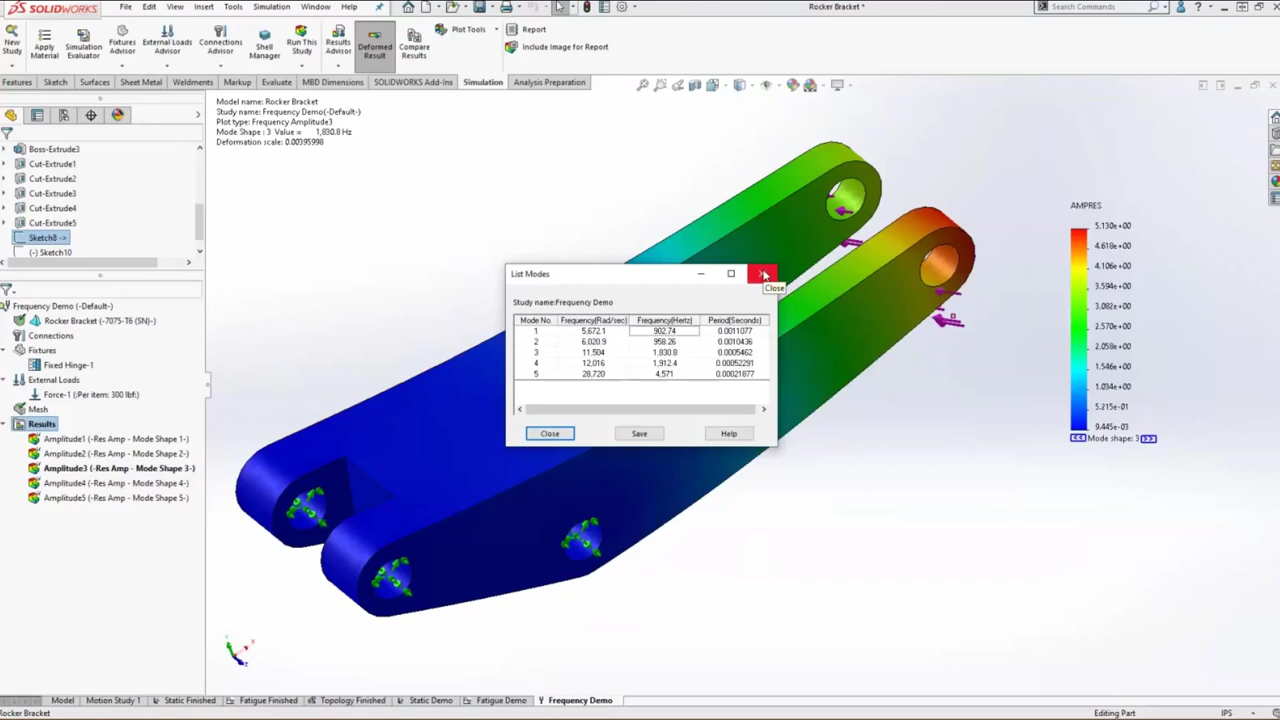 SOLIDWORKS File Edit View Insert Tools Simulation Window Help Rocker Bracket * Search Commands
New Study
Apply Material
Simulation Evaluator
Fixtures Advisor
External Loads Advisor
Connections Advisor
Shell Manager
Run This Study
Results Advisor
Deformed Result
Compare Results
Plot Tools
Report
Include Image for Report
Features Sketch Surfaces Sheet Metal Weldments Markup Evaluate MBD Dimensions SOLIDWORKS Add-Ins Simulation Analysis Preparation
Model name: Rocker Bracket
Study name: Frequency Demo(-Default-)
Plot type: Frequency Amplitude3
Mode Shape : 3 Value = 1,830.8 Hz
Deformation scale: 0.00395998
Boss-Extrude3
Cut-Extrude1
Cut-Extrude2
Cut-Extrude3
Cut-Extrude4
Cut-Extrude5
Sketch8 ->
(-) Sketch10
Frequency Demo (-Default-)
Rocker Bracket (-7075-T6 (SN)-)
Connections
Fixtures
Fixed Hinge-1
External Loads
Force-1 (:Per item: 300 lbf:)
Mesh
Results
Amplitude1 (-Res Amp - Mode Shape 1-)
Amplitude2 (-Res Amp - Mode Shape 2-)
Amplitude3 (-Res Amp - Mode Shape 3-)
Amplitude4 (-Res Amp - Mode Shape 4-)
Amplitude5 (-Res Amp - Mode Shape 5-)
List Modes
Close
Study name:Frequency Demo
Mode No. Frequency(Rad/sec) Frequency(Hertz) Period(Seconds)
1 5,672.1 902.74 0.0011077
2 6,020.9 958.26 0.0010436
3 11,504 1,830.8 0.0005462
4 12,016 1,912.4 0.00052291
5 28,720 4,571 0.00021877
Close Save Help
AMPRES
5.130e+00
4.618e+00
4.106e+00
3.594e+00
3.082e+00
2.570e+00
2.058e+00
1.546e+00
1.034e+00
5.215e-01
9.445e-03
Mode shape: 3
Model Motion Study 1 Static Finished Fatigue Finished Topology Finished Static Demo Fatigue Demo Frequency Demo
Rocker Bracket Editing Part IPS